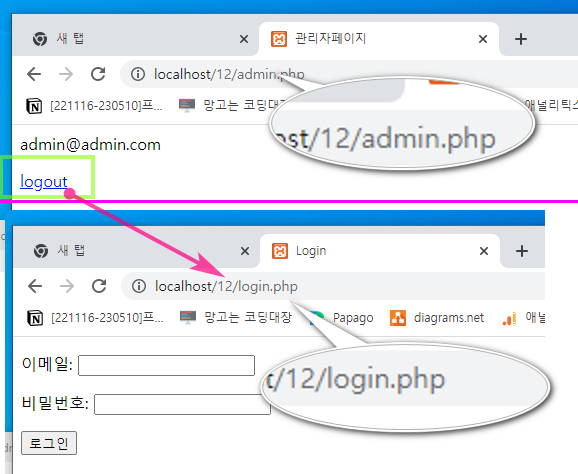 새 탭
관리자페이지
localhost/12/admin.php
[221116-230510]프... 망고는 코딩대장 애널리틱스
st/12/admin.php
admin@admin.com
logout
새 탭
Login
localhost/12/login.php
[221116-230510]프... 망고는 코딩대장 Papago diagrams.net 애널
t/12/login.php
이메일:
비밀번호:
로그인